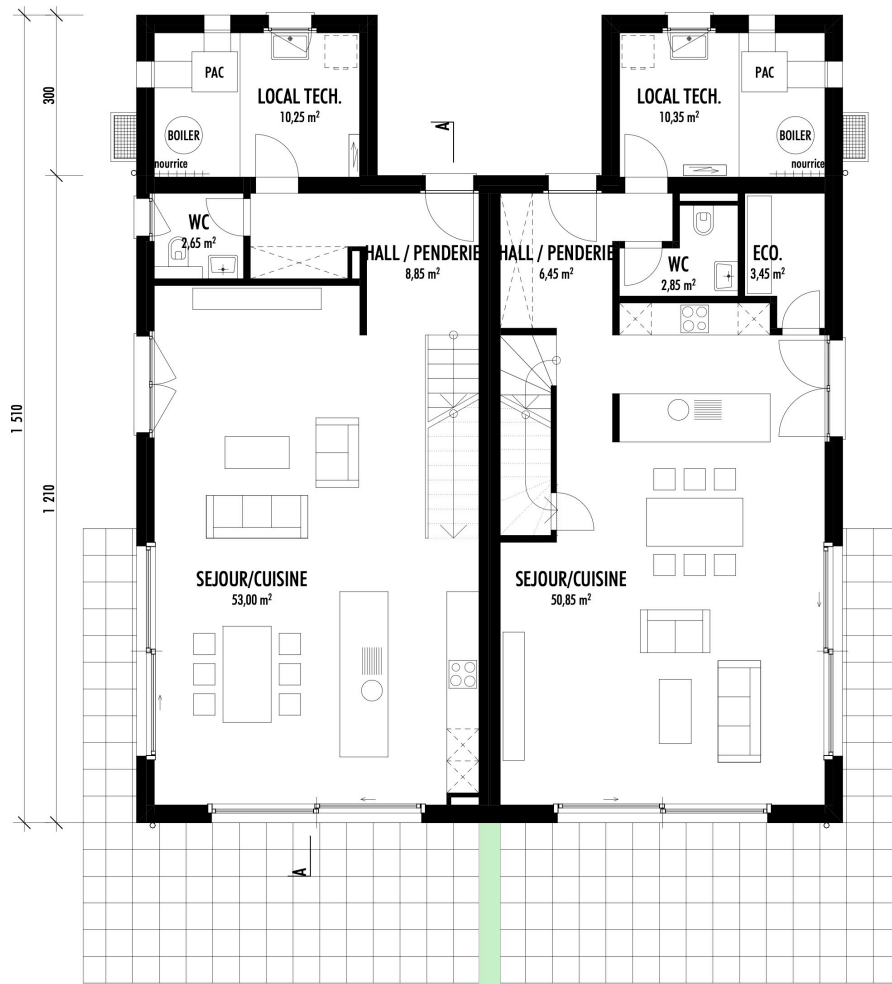 PAC
LOCAL TECH.
10,25 m²
BOILER
nourrice
PAC
LOCAL TECH.
10,35 m²
BOILER
nourrice
300
A
WC
2,65 m²
HALL / PENDERIE
8,85 m²
HALL / PENDERIE
6,45 m²
WC
2,85 m²
ECO.
3,45 m²
1 510
1 210
SEJOUR/CUISINE
53,00 m²
SEJOUR/CUISINE
50,85 m²
A